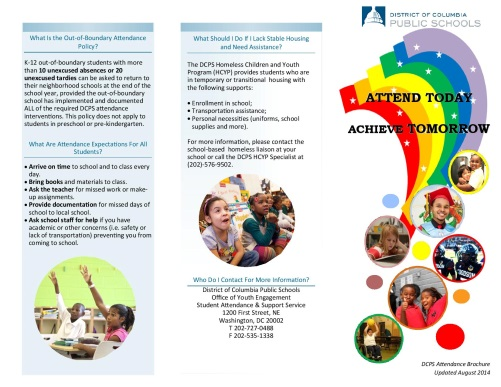 What Is the Out-of-Boundary Attendance
Policy?
K-12 out-of-boundary students with more
than 10 unexcused absences or 20
unexcused tardies can be asked to return to
their neighborhood schools at the end of the
school year, provided the out-of-boundary
school has implemented and documented
ALL of the required DCPS attendance
interventions. This policy does not apply to
students in preschool or pre-kindergarten.
What Are Attendance Expectations For All
Students?
• Arrive on time to school and to class every
day.
• Bring books and materials to class.
• Ask the teacher for missed work or make-
up assignments.
• Provide documentation for missed days of
school to local school.
• Ask school staff for help if you have
academic or other concerns (i.e. safety or
lack of transportation) preventing you from
coming to school.
What Should I Do If I Lack Stable Housing
and Need Assistance?
The DCPS Homeless Children and Youth
Program (HCYP) provides students who are
in temporary or transitional housing with
the following supports:
• Enrollment in school;
• Transportation assistance;
• Personal necessities (uniforms, school
supplies and more).
For more information, please contact the
school-based homeless liaison at your
school or call the DCPS HCYP Specialist at
(202)-576-9502.
Who Do I Contact For More Information?
District of Columbia Public Schools
Office of Youth Engagement
Student Attendance & Support Service
1200 First Street, NE
Washington, DC 20002
T 202-727-0488
F 202-535-1338
DISTRICT OF COLUMBIA
PUBLIC SCHOOLS
ATTEND TODAY
ACHIEVE TOMORROW
DCPS Attendance Brochure
Updated August 2014